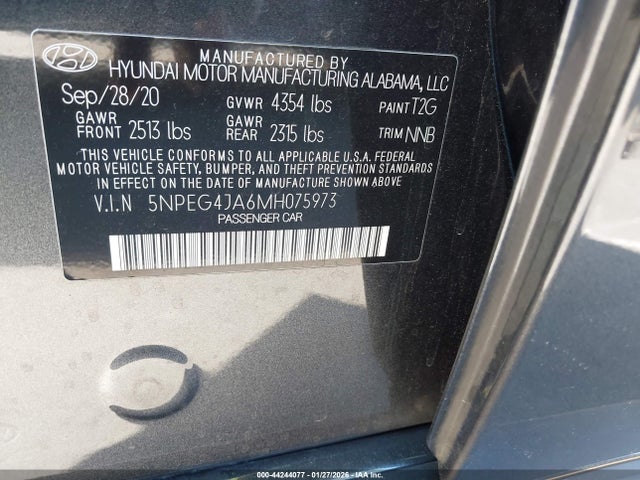 MANUFACTURED BY
HYUNDAI MOTOR MANUFACTURING ALABAMA, LLC
Sep/28/20 GVWR 4354 lbs PAINT T2G
GAWR FRONT 2513 lbs GAWR REAR 2315 lbs TRIM NNB
THIS VEHICLE CONFORMS TO ALL APPLICABLE U.S.A. FEDERAL
MOTOR VEHICLE SAFETY, BUMPER, AND THEFT PREVENTION STANDARDS
IN EFFECT ON THE DATE OF MANUFACTURE SHOWN ABOVE.
V.I.N 5NPEG4JA6MH075973
PASSENGER CAR
000-44244077 - 01/27/2026 - IAAI.COM